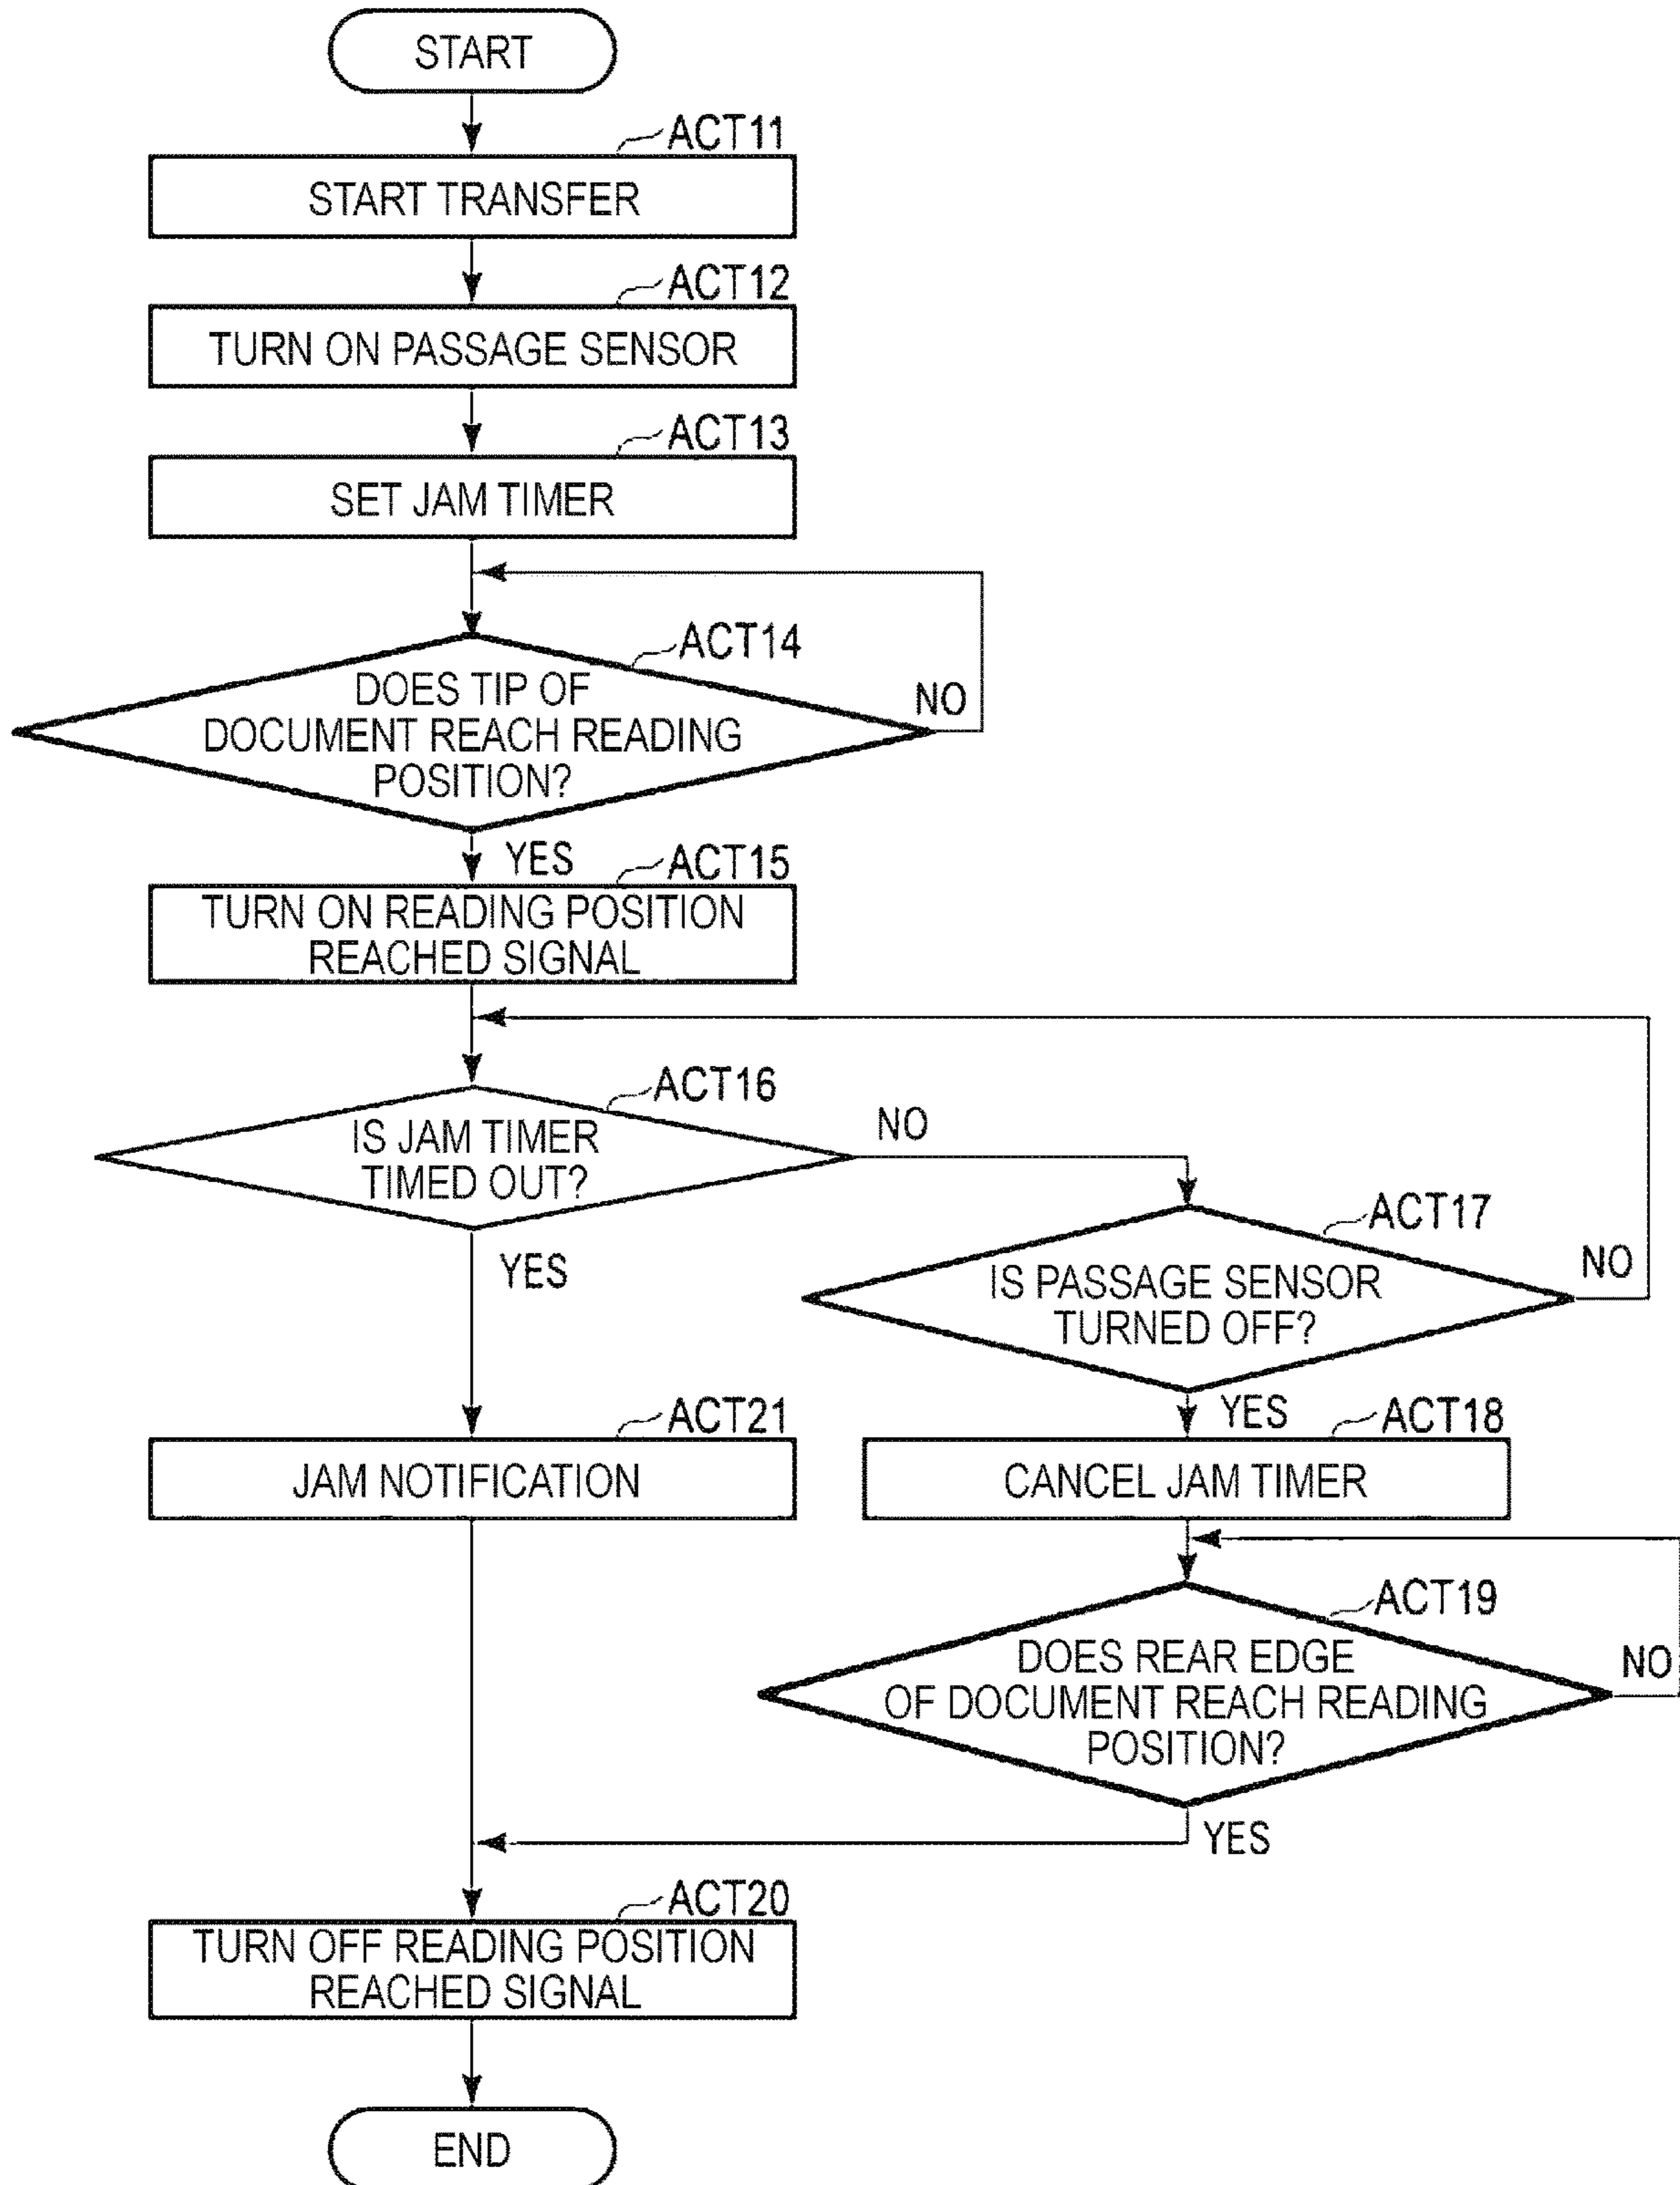 START
ACT11
START TRANSFER
ACT12
TURN ON PASSAGE SENSOR
ACT13
SET JAM TIMER
ACT14
DOES TIP OF
DOCUMENT REACH READING
POSITION?
NO
YES
ACT15
TURN ON READING POSITION
REACHED SIGNAL
ACT16
IS JAM TIMER
TIMED OUT?
NO
YES
ACT17
IS PASSAGE SENSOR
TURNED OFF?
NO
YES
ACT21
JAM NOTIFICATION
ACT18
CANCEL JAM TIMER
ACT19
DOES REAR EDGE
OF DOCUMENT REACH READING
POSITION?
NO
YES
ACT20
TURN OFF READING POSITION
REACHED SIGNAL
END